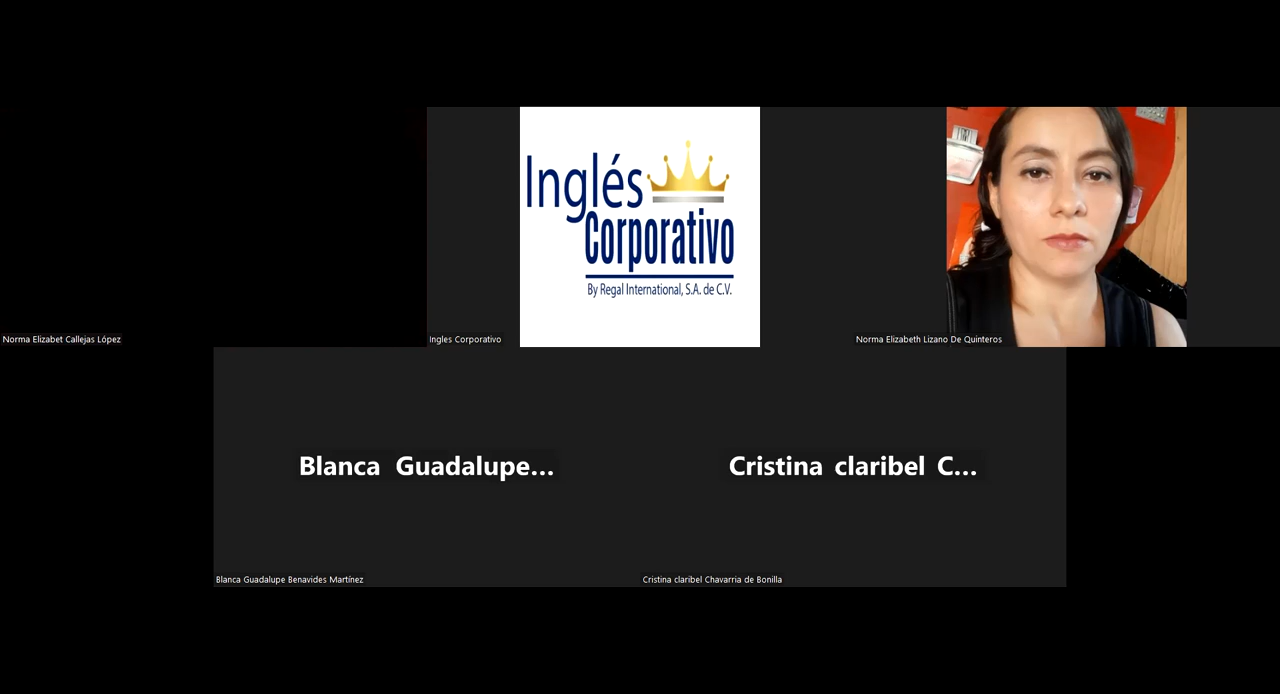 Inglés
Corporativo
By Regal International, S.A. de C.V.
Norma Elizabet Callejas López
Ingles Corporativo
Norma Elizabeth Lizano De Quinteros
Blanca Guadalupe...
Cristina claribel C...
Blanca Guadalupe Benavides Martínez
Cristina claribel Chavarria de Bonilla